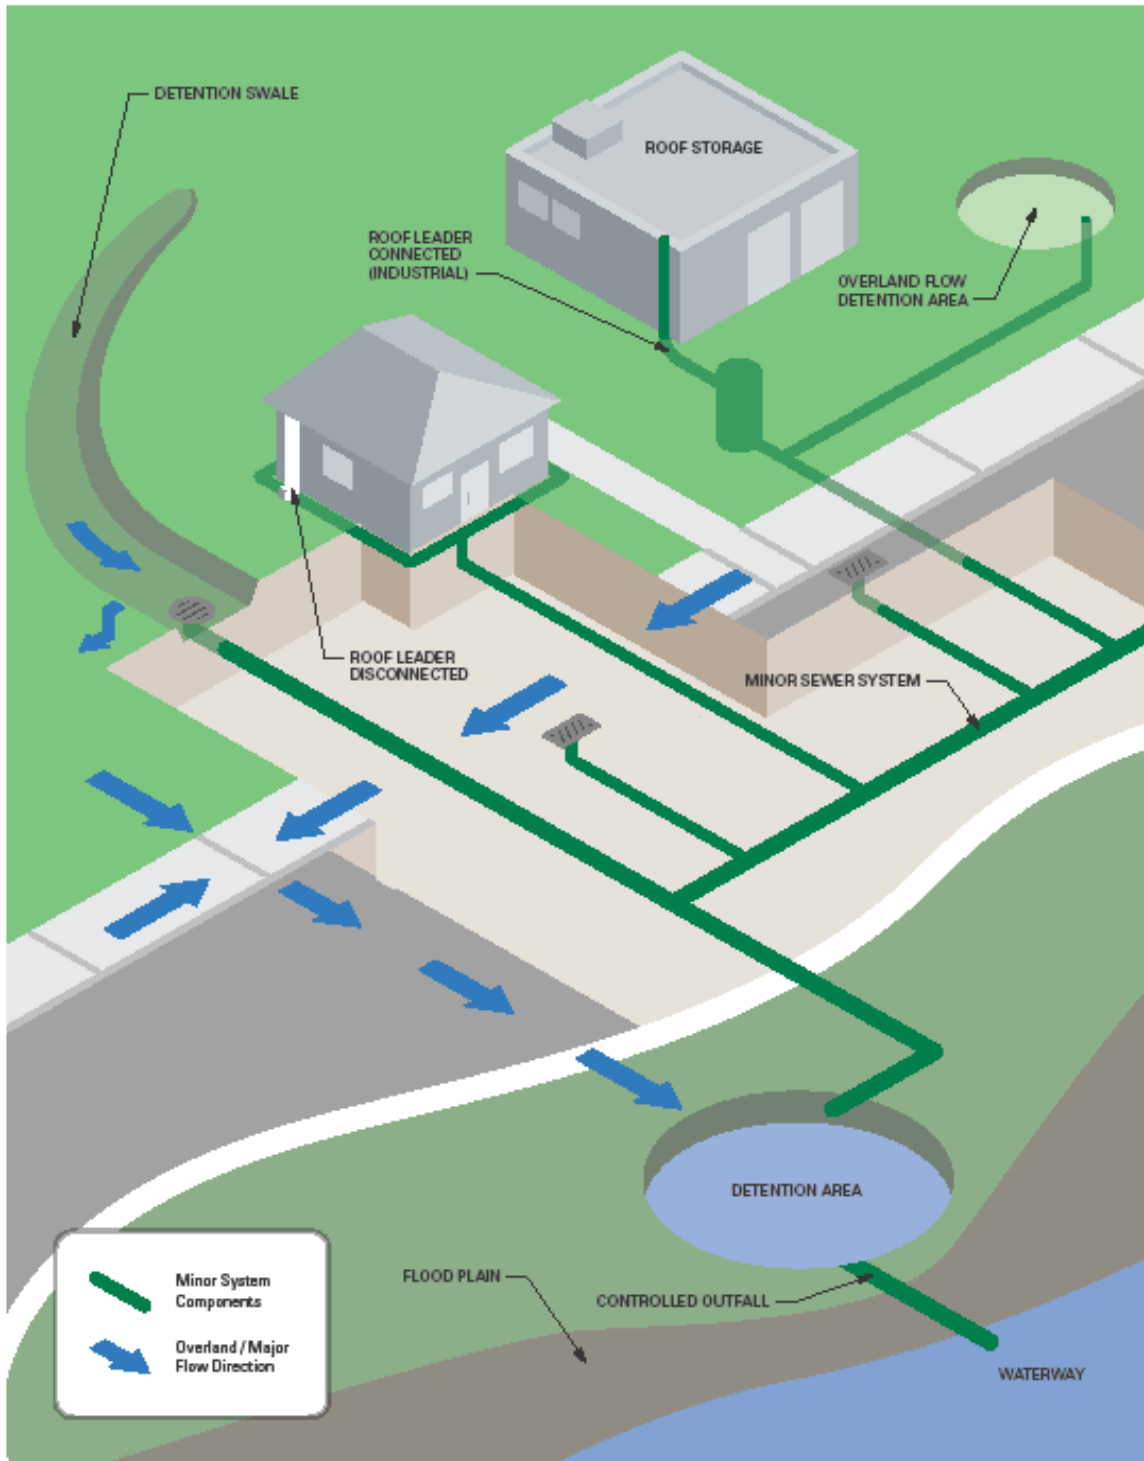 DETENTION SWALE
ROOF STORAGE
ROOF LEADER
CONNECTED
(INDUSTRIAL)
OVERLAND FLOW
DETENTION AREA
ROOF LEADER
DISCONNECTED
MINOR SEWER SYSTEM
DETENTION AREA
FLOOD PLAIN
CONTROLLED OUTFALL
WATERWAY
Minor System
Components
Overland / Major
Flow Direction